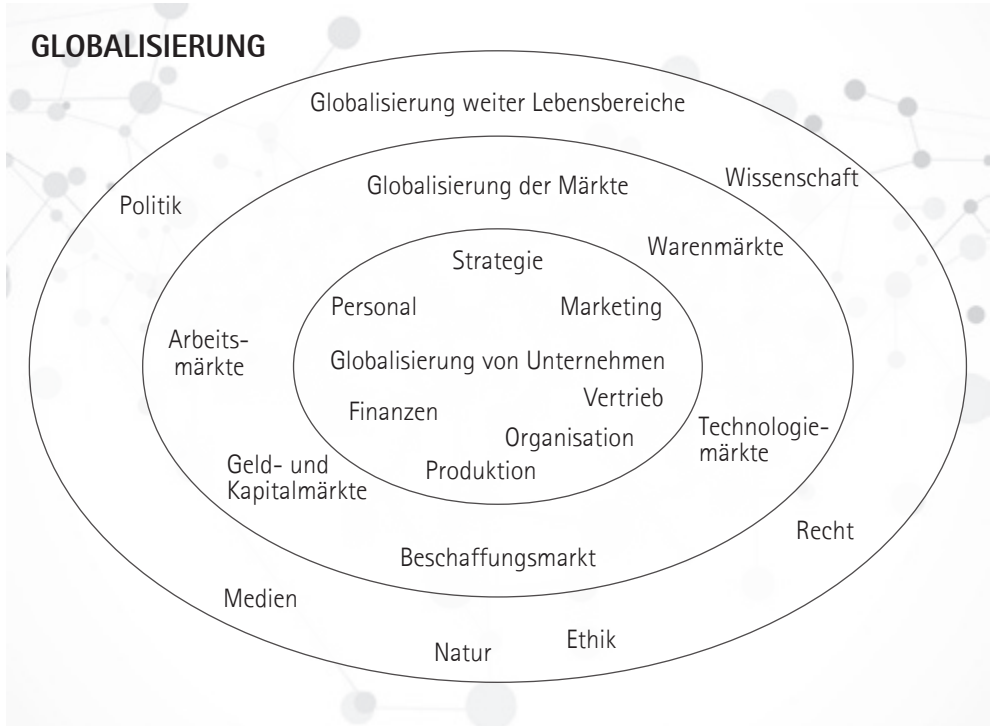 GLOBALISIERUNG
Globalisierung weiter Lebensbereiche
Politik
Wissenschaft
Globalisierung der Märkte
Warenmärkte
Strategie
Personal
Marketing
Arbeits-
märkte
Globalisierung von Unternehmen
Vertrieb
Finanzen
Organisation
Produktion
Technologie-
märkte
Geld- und
Kapitalmärkte
Beschaffungsmarkt
Recht
Medien
Natur
Ethik